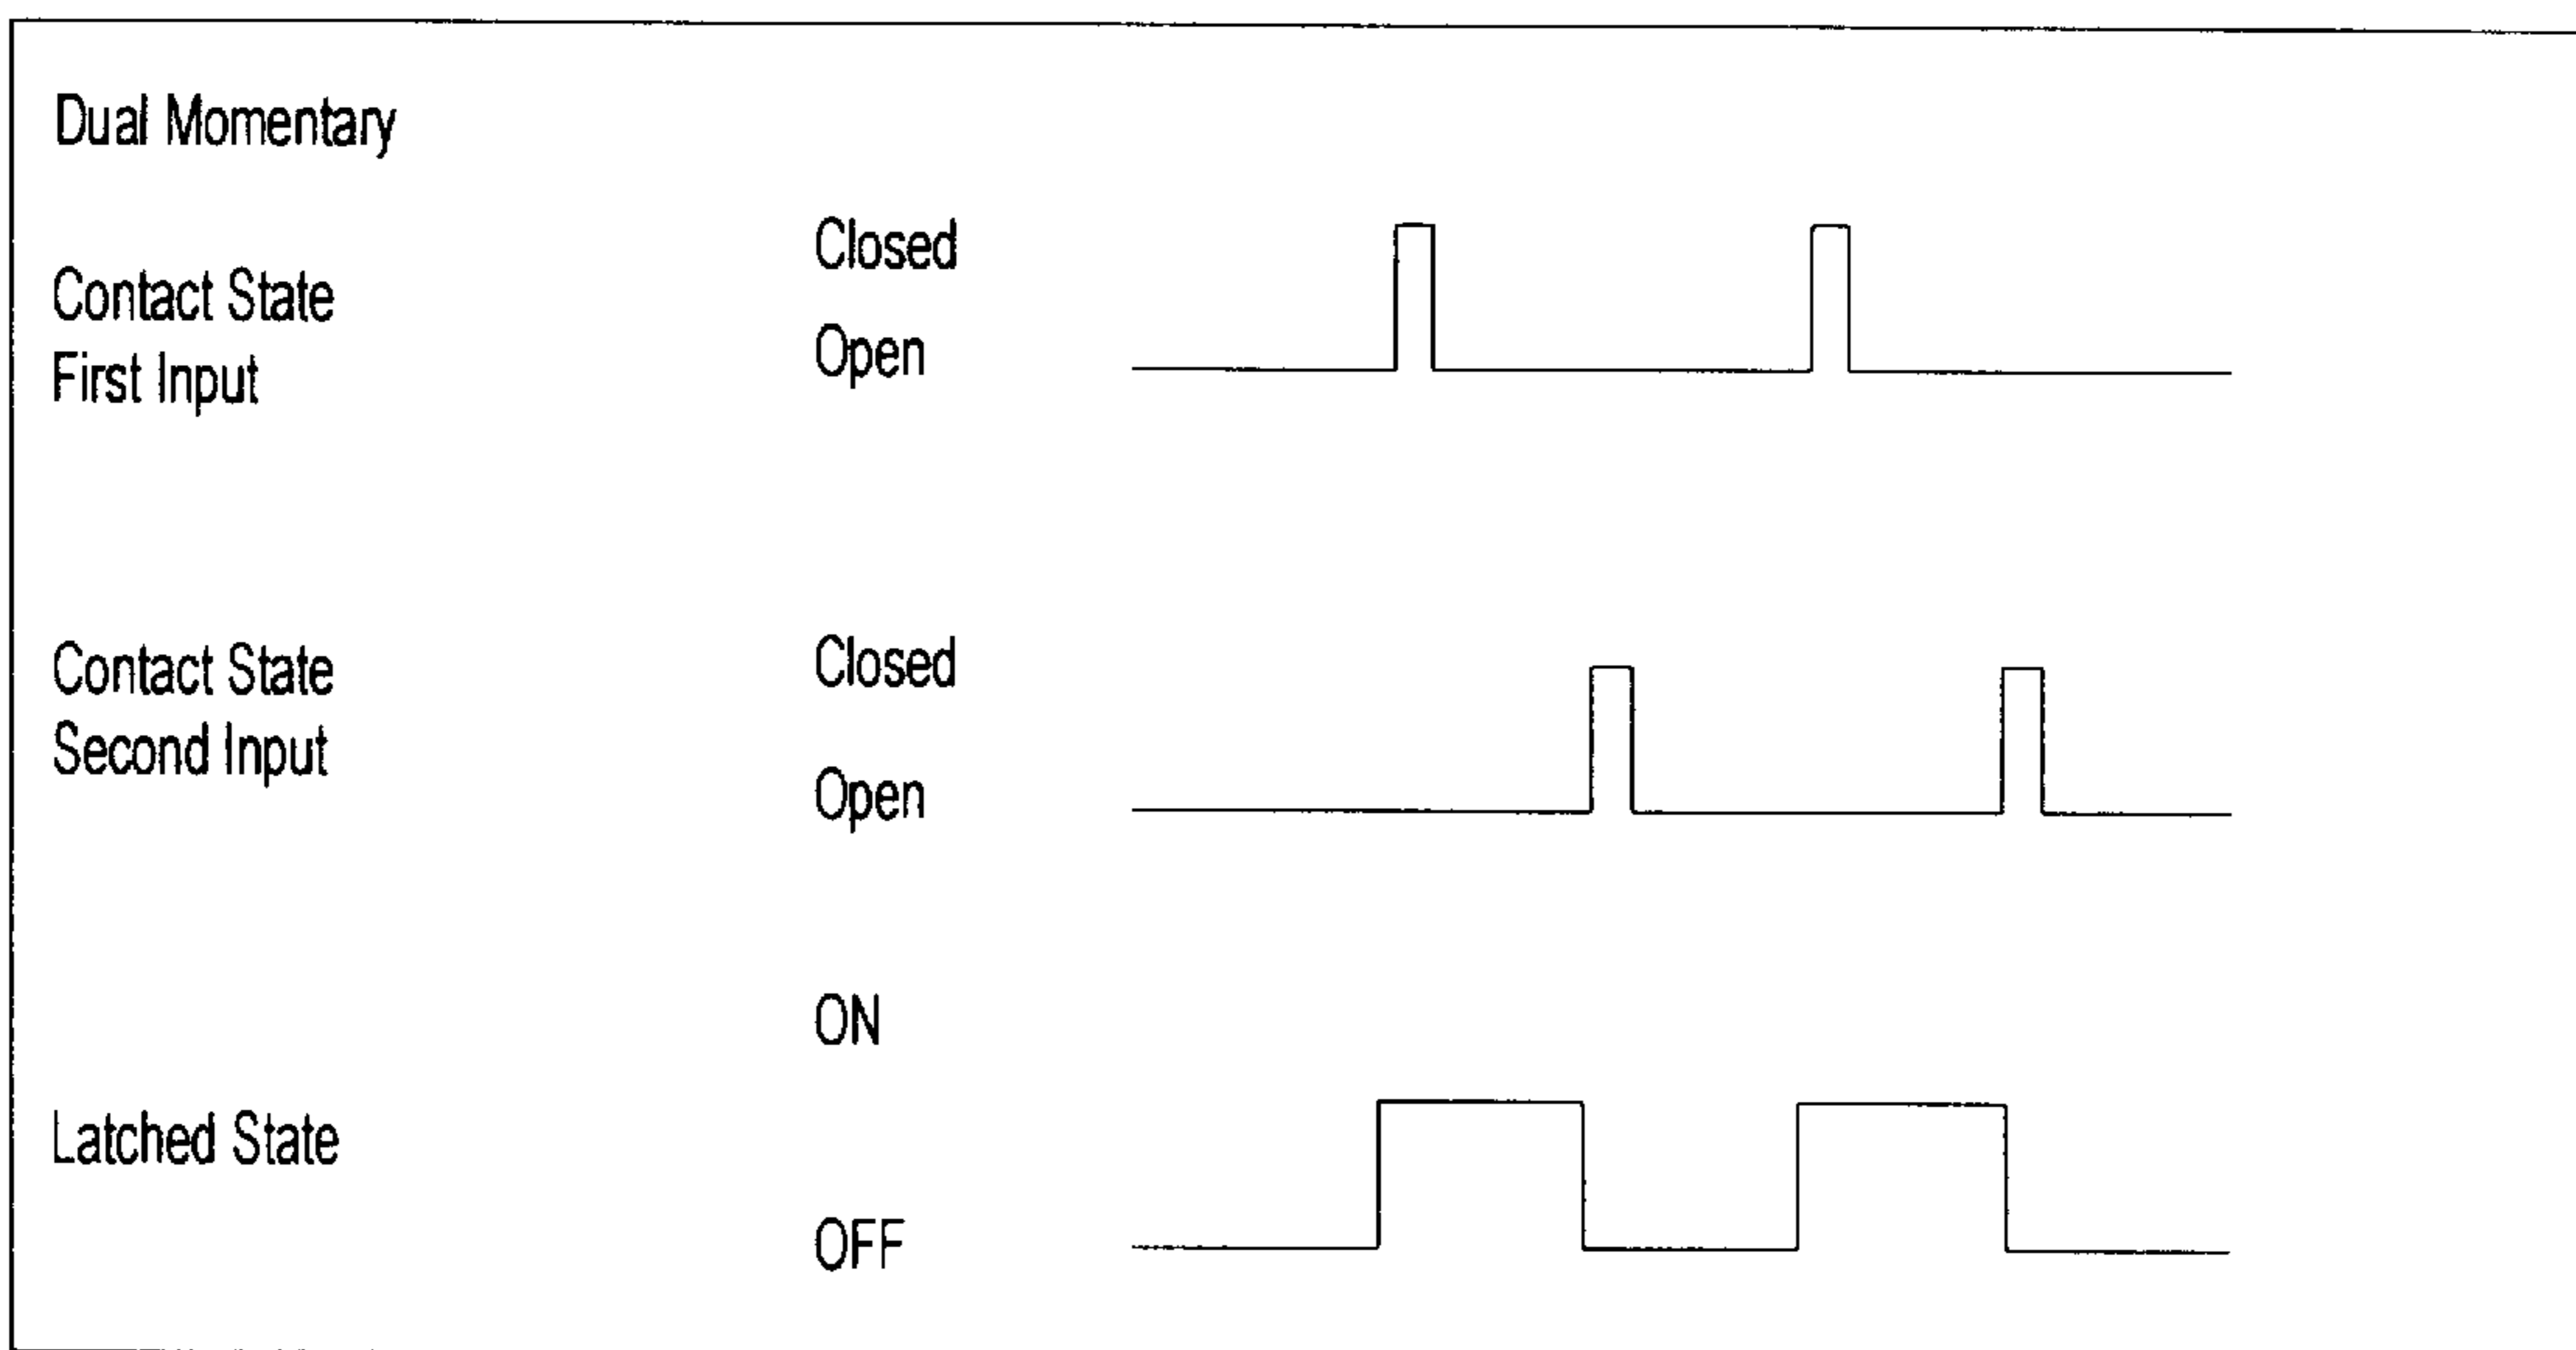 Dual Momentary
Contact State
First Input
Closed
Open
Contact State
Second Input
Closed
Open
Latched State
ON
OFF